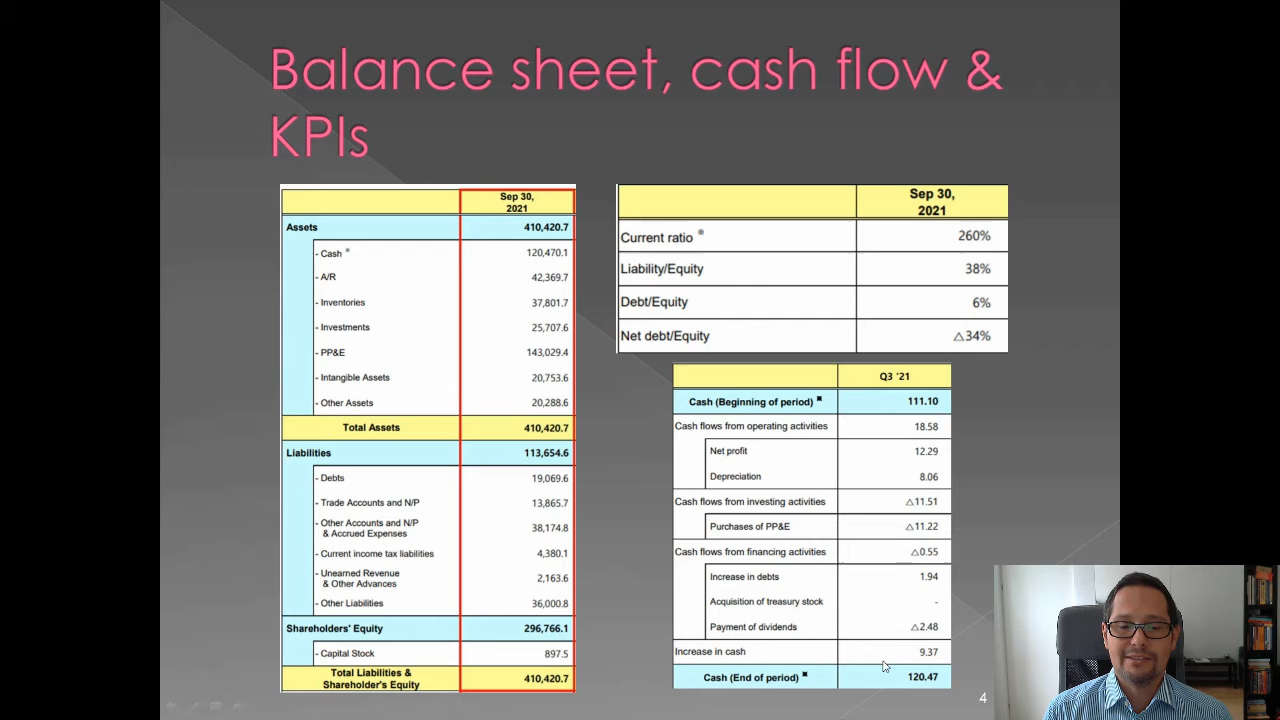 Balance sheet, cash flow &
KPIs
Sep 30,
2021
Assets 410,420.7
- Cash ※ 120,470.1
- A/R 42,369.7
- Inventories 37,801.7
- Investments 25,707.6
- PP&E 143,029.4
- Intangible Assets 20,753.6
- Other Assets 20,288.6
Total Assets 410,420.7
Liabilities 113,654.6
- Debts 19,069.6
- Trade Accounts and N/P 13,865.7
- Other Accounts and N/P
& Accrued Expenses 38,174.8
- Current income tax liabilities 4,380.1
- Unearned Revenue
& Other Advances 2,163.6
- Other Liabilities 36,000.8
Shareholders' Equity 296,766.1
- Capital Stock 897.5
Total Liabilities &
Shareholder's Equity 410,420.7
Sep 30,
2021
Current ratio ※ 260%
Liability/Equity 38%
Debt/Equity 6%
Net debt/Equity △34%
Q3 '21
Cash (Beginning of period) ※ 111.10
Cash flows from operating activities 18.58
Net profit 12.29
Depreciation 8.06
Cash flows from investing activities △11.51
Purchases of PP&E △11.22
Cash flows from financing activities △0.55
Increase in debts 1.94
Acquisition of treasury stock -
Payment of dividends △2.48
Increase in cash 9.37
Cash (End of period) ※ 120.47
4